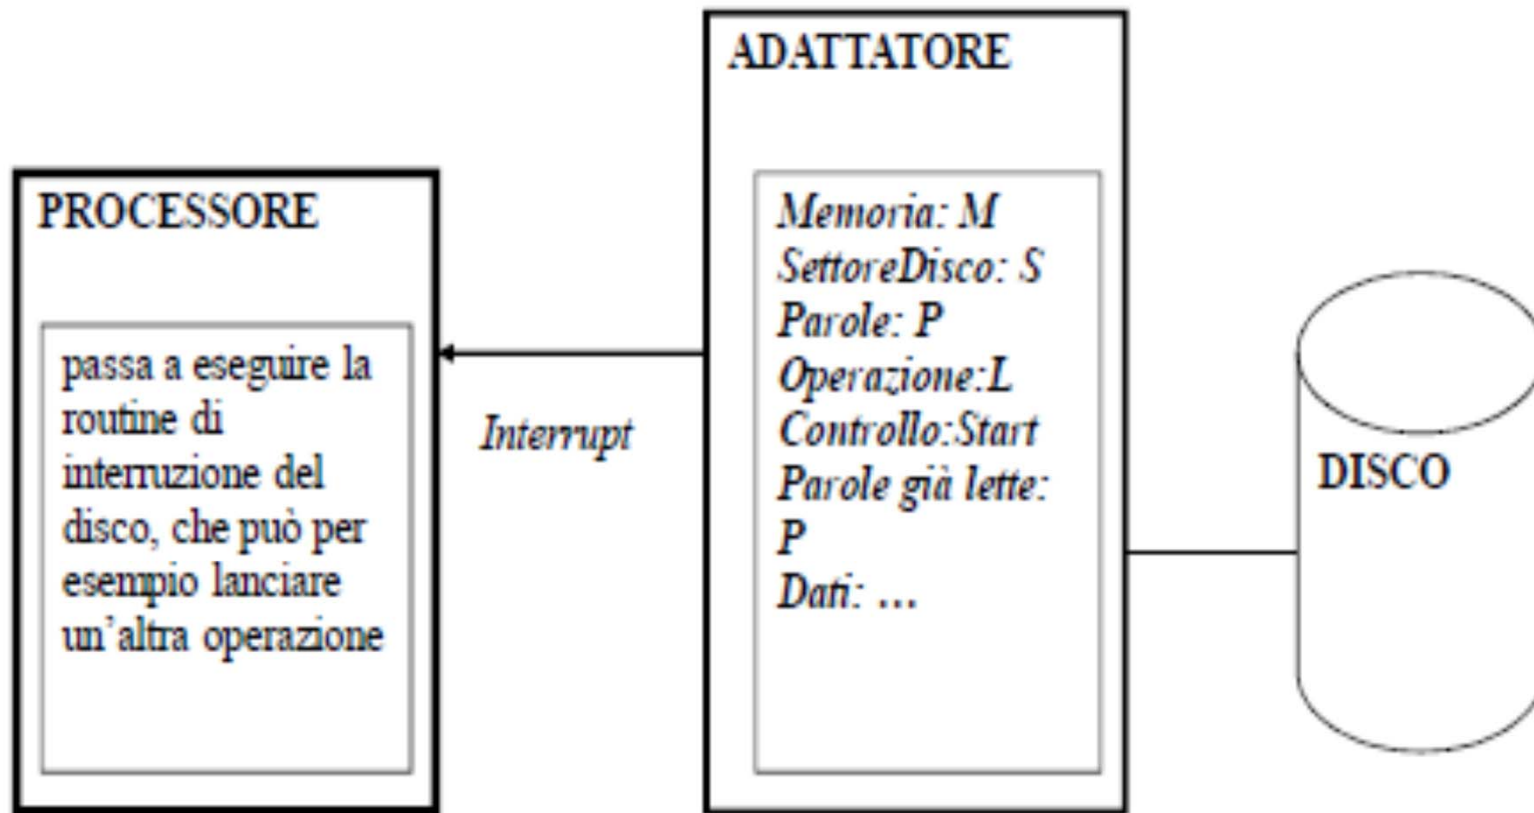 PROCESSORE
passa a eseguire la
routine di
interruzione del
disco, che può per
esempio lanciare
un'altra operazione
Interrupt
ADATTATORE
Memoria: M
SettoreDisco: S
Parole: P
Operazione:L
Controllo:Start
Parole già lette:
P
Dati: ...
DISCO